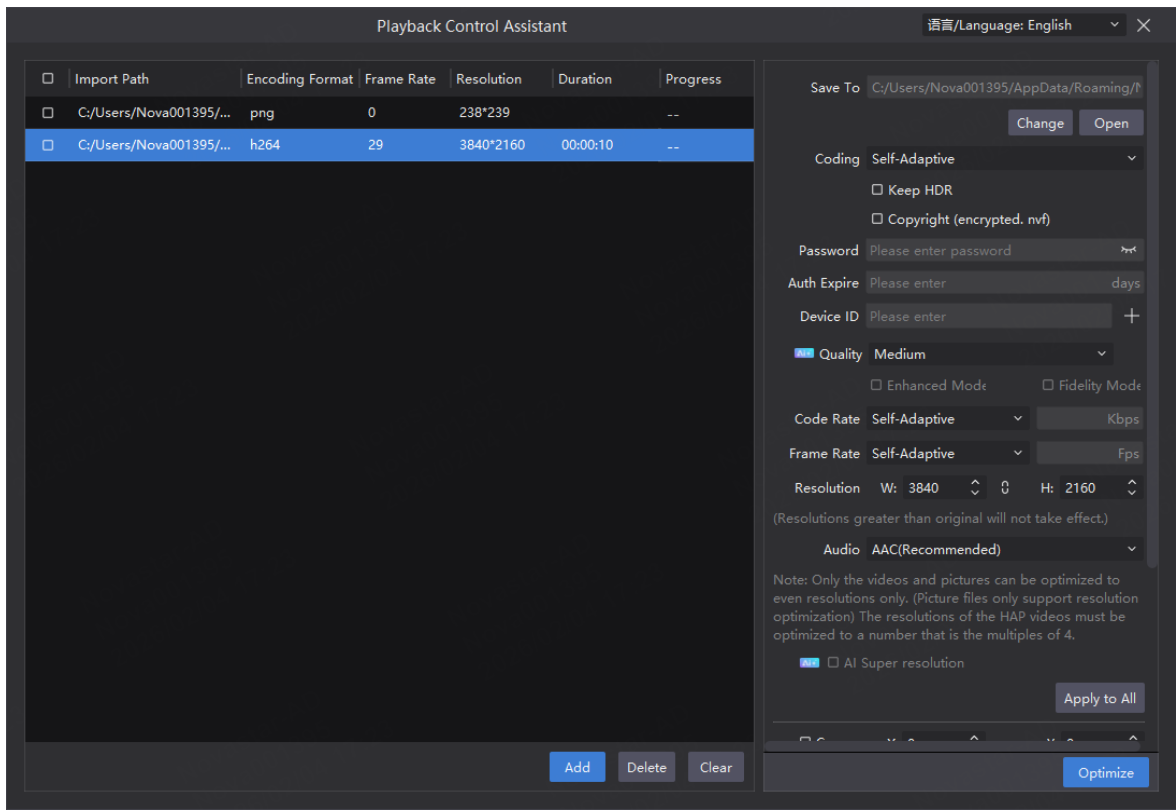 Playback Control Assistant
语言/Language: English
Import Path Encoding Format Frame Rate Resolution Duration Progress
C:/Users/Nova001395/... png 0 238*239 --
C:/Users/Nova001395/... h264 29 3840*2160 00:00:10 --
Save To C:/Users/Nova001395/AppData/Roaming/
Change Open
Coding Self-Adaptive
Keep HDR
Copyright (encrypted. nvf)
Password Please enter password
Auth Expire Please enter days
Device ID Please enter
AI+ Quality Medium
Enhanced Mode Fidelity Mode
Code Rate Self-Adaptive Kbps
Frame Rate Self-Adaptive Fps
Resolution W: 3840 H: 2160
(Resolutions greater than original will not take effect.)
Audio AAC(Recommended)
Note: Only the videos and pictures can be optimized to
even resolutions only. (Picture files only support resolution
optimization) The resolutions of the HAP videos must be
optimized to a number that is the multiples of 4.
AI+ AI Super resolution
Apply to All
Add Delete Clear
Optimize